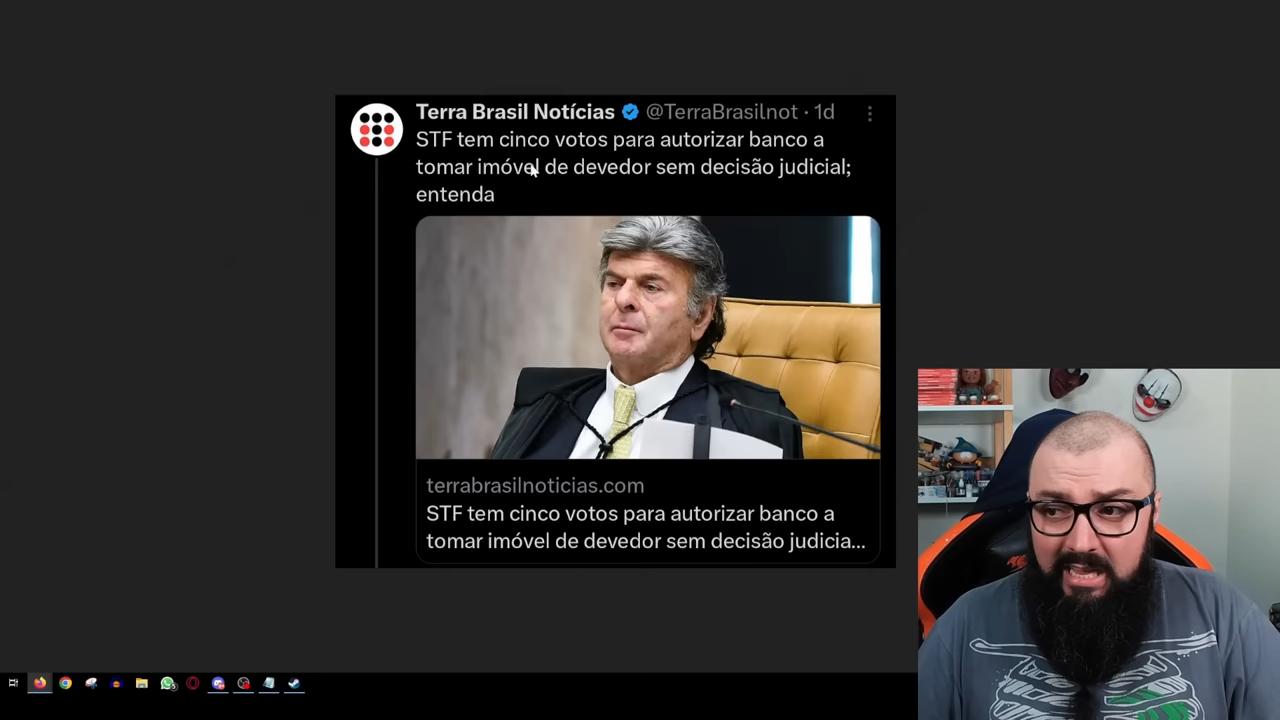 Terra Brasil Notícias @TerraBrasilnot · 1d
STF tem cinco votos para autorizar banco a
tomar imóvel de devedor sem decisão judicial;
entenda
terrabrasilnoticias.com
STF tem cinco votos para autorizar banco a
tomar imóvel de devedor sem decisão judicia...